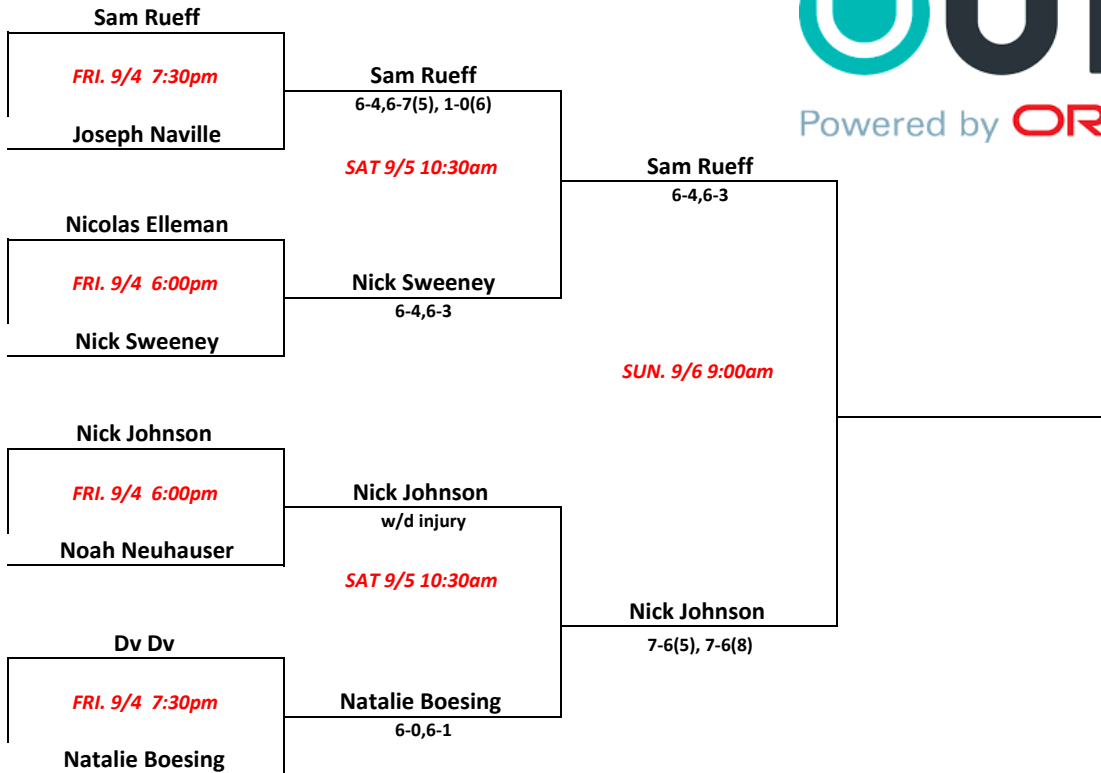 Sam Rueff
FRI. 9/4 7:30pm
Joseph Naville
Sam Rueff
6-4,6-7(5), 1-0(6)
SAT 9/5 10:30am
Nicolas Elleman
FRI. 9/4 6:00pm
Nick Sweeney
Nick Sweeney
6-4,6-3
Sam Rueff
6-4,6-3
SUN. 9/6 9:00am
Nick Johnson
FRI. 9/4 6:00pm
Noah Neuhauser
Nick Johnson
w/d injury
SAT 9/5 10:30am
Dv Dv
FRI. 9/4 7:30pm
Natalie Boesing
Natalie Boesing
6-0,6-1
Nick Johnson
7-6(5), 7-6(8)
Powered by OR